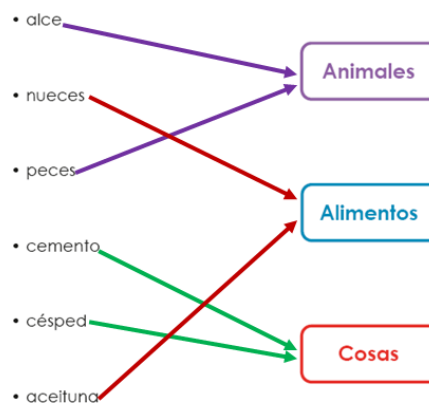 • alce
Animales
• nueces
• peces
Alimentos
• cemento
• césped
Cosas
• aceituna